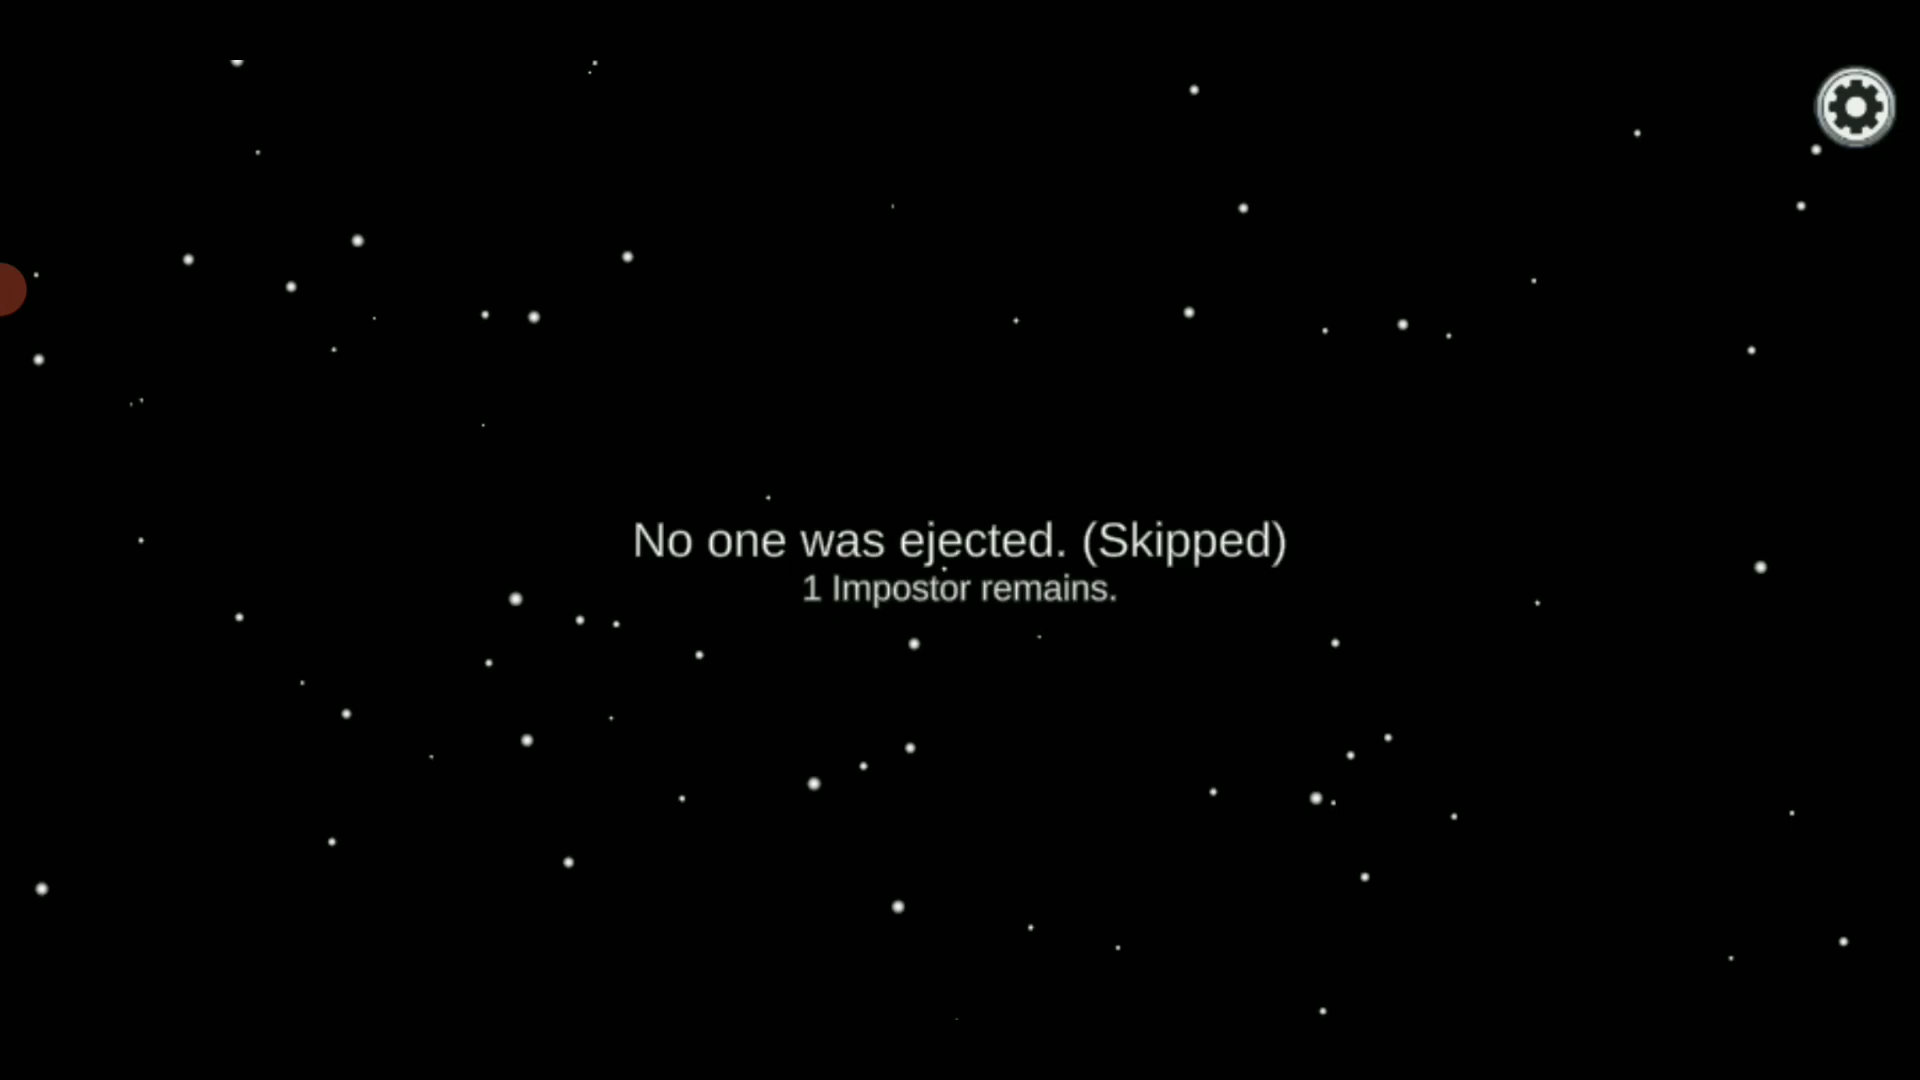 No one was ejected. (Skipped)
1 Impostor remains.